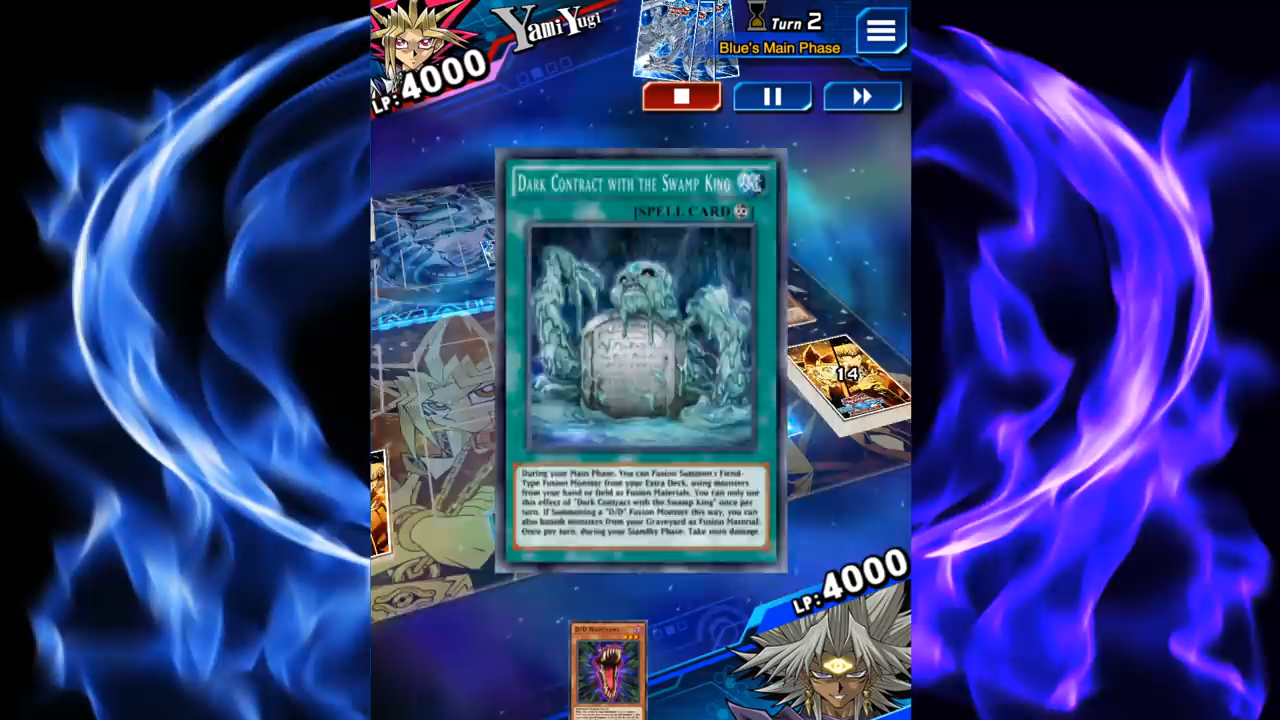 Yami Yugi
LP: 4000
Turn 2
Blue's Main Phase
Dark Contract with the Swamp King
[SPELL CARD ]
During your Main Phase: You can Fusion Summon 1 Fiend-
Type Fusion Monster from your Extra Deck, using monsters
from your hand or field as Fusion Materials. You can only use
this effect of "Dark Contract with the Swamp King" once per
turn. If Summoning a "D/D" Fusion Monster this way, you can
also banish monsters from your Graveyard as Fusion Material.
Once per turn, during your Standby Phase: Take 1000 damage.
14
LP: 4000
D/D